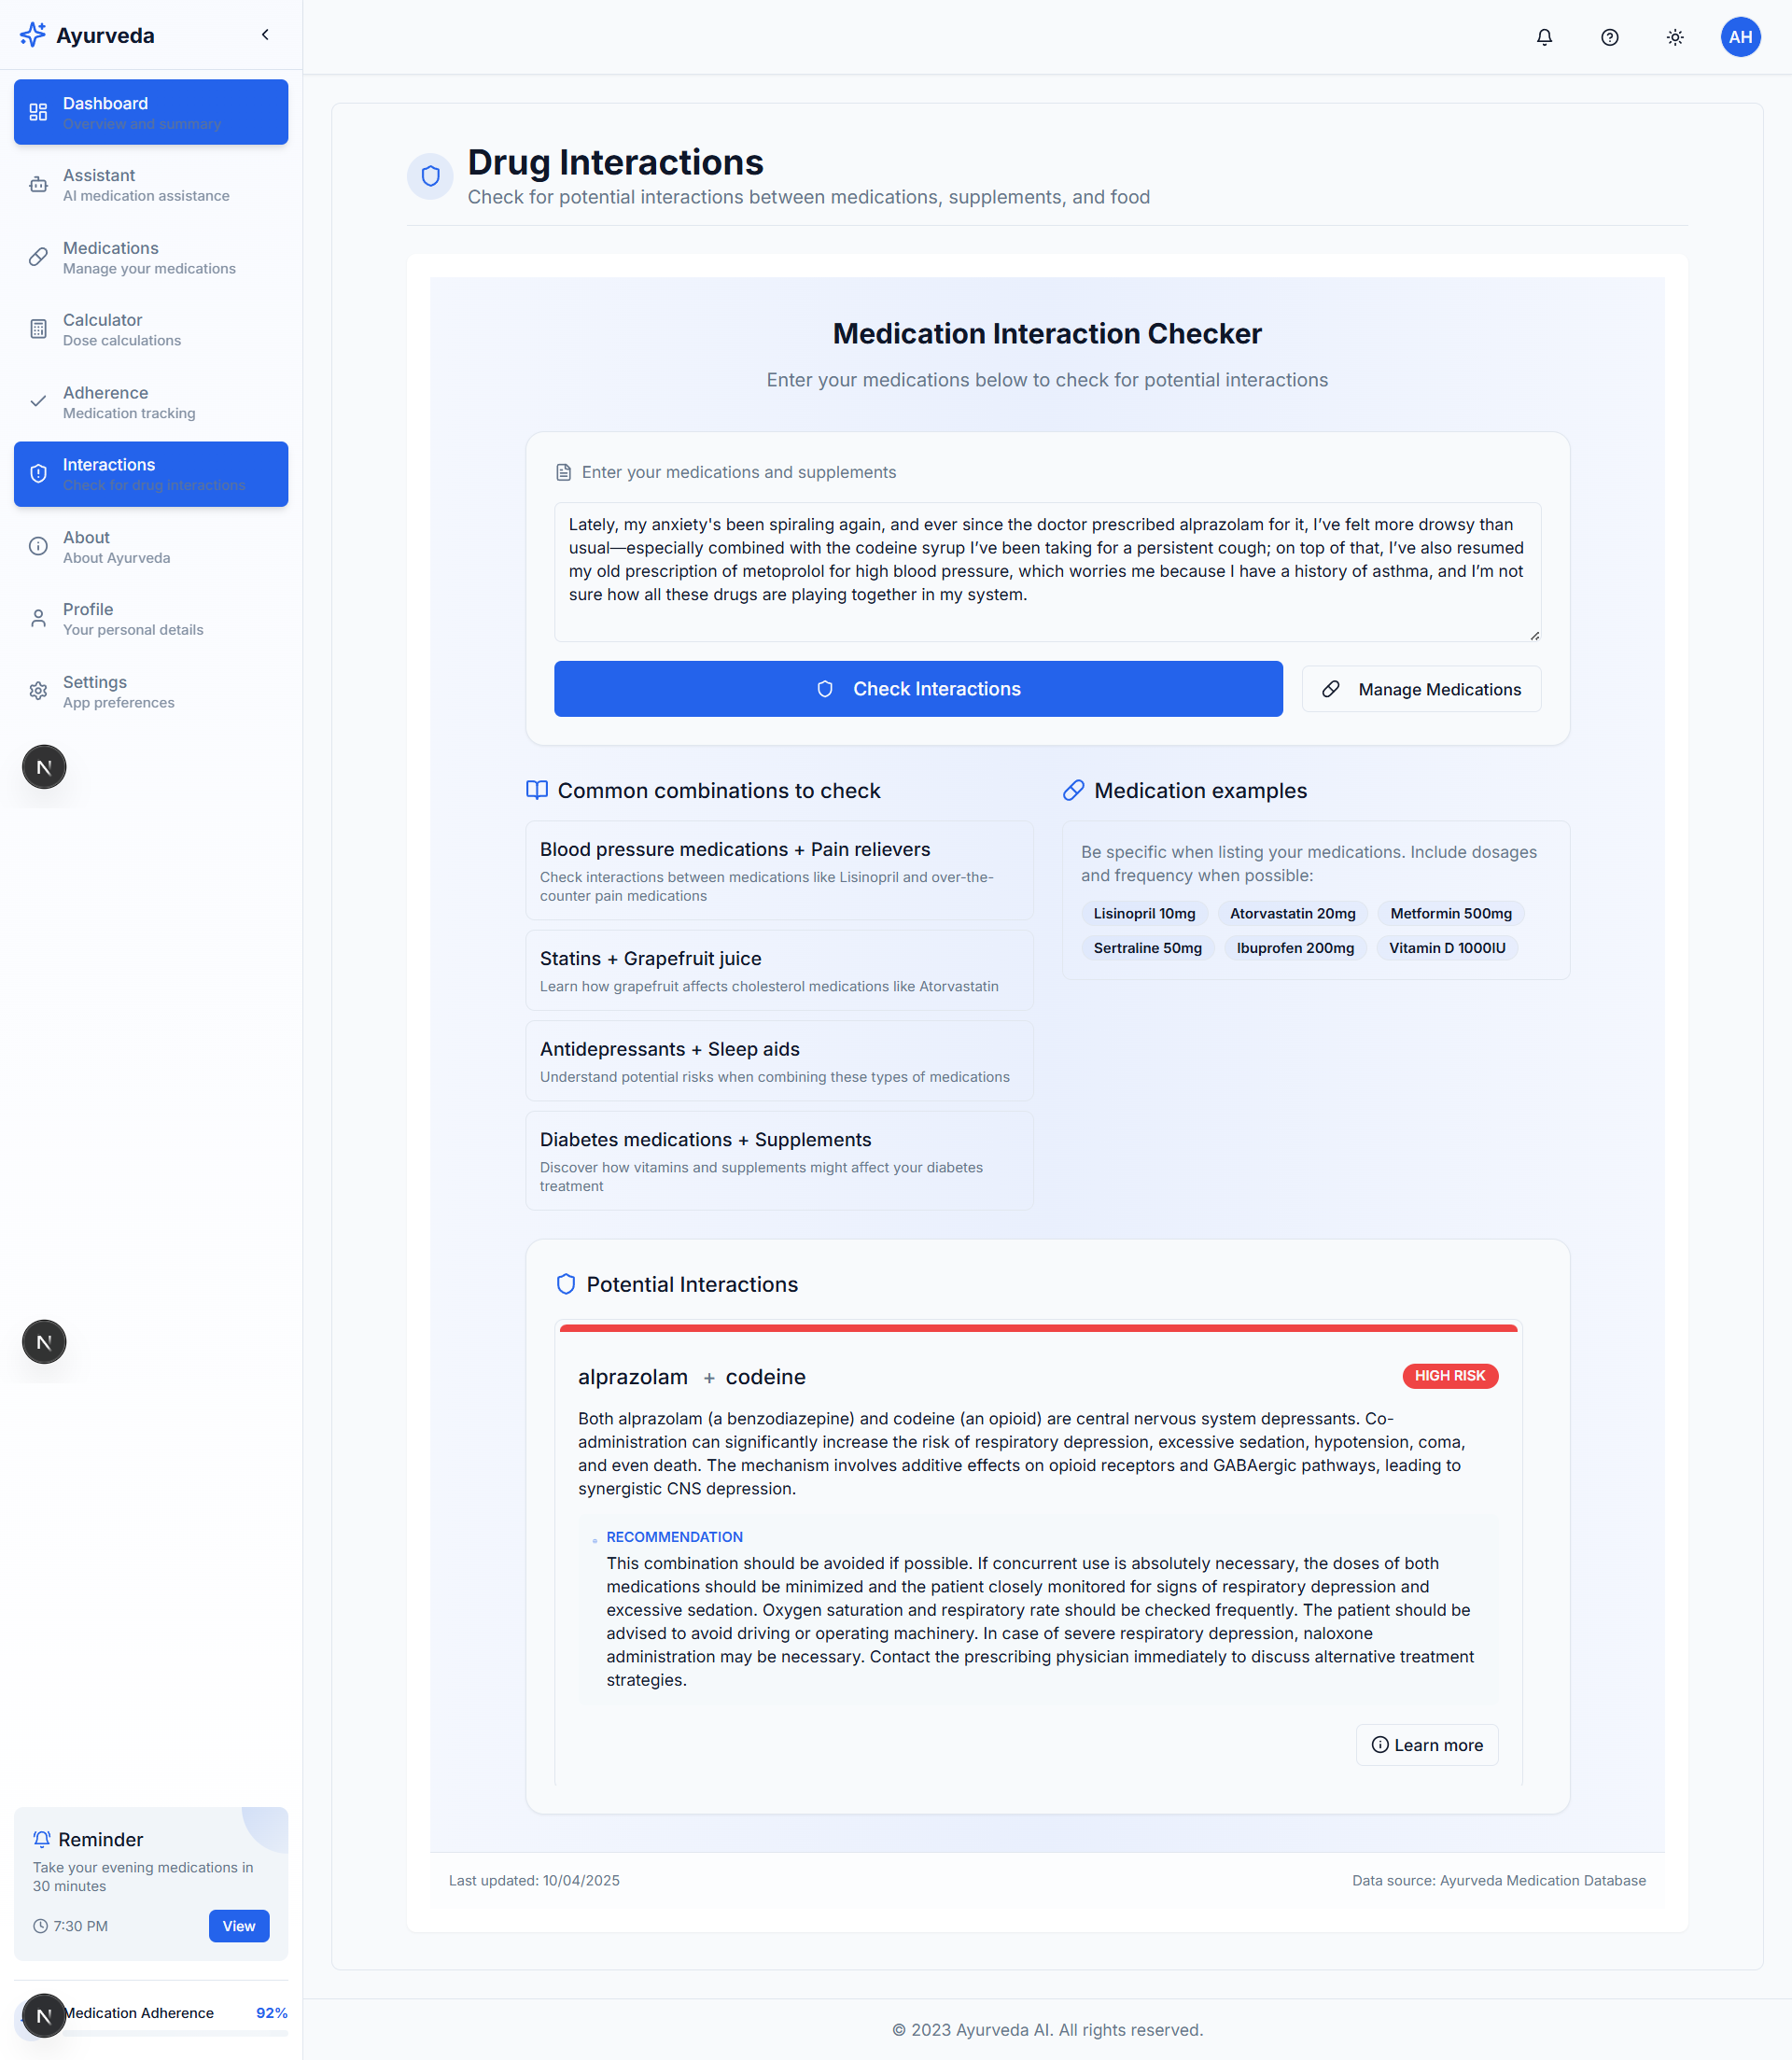 Ayurveda
AH
Dashboard
Overview and summary
Assistant
AI medication assistance
Medications
Manage your medications
Calculator
Dose calculations
Adherence
Medication tracking
Interactions
Check for drug interactions
About
About Ayurveda
Profile
Your personal details
Settings
App preferences
N
N
Reminder
Take your evening medications in
30 minutes
7:30 PM
View
N
Medication Adherence
92%
Drug Interactions
Check for potential interactions between medications, supplements, and food
Medication Interaction Checker
Enter your medications below to check for potential interactions
Enter your medications and supplements
Lately, my anxiety's been spiraling again, and ever since the doctor prescribed alprazolam for it, I’ve felt more drowsy than
usual—especially combined with the codeine syrup I’ve been taking for a persistent cough; on top of that, I’ve also resumed
my old prescription of metoprolol for high blood pressure, which worries me because I have a history of asthma, and I’m not
sure how all these drugs are playing together in my system.
Check Interactions
Manage Medications
Common combinations to check
Blood pressure medications + Pain relievers
Check interactions between medications like Lisinopril and over-the-
counter pain medications
Statins + Grapefruit juice
Learn how grapefruit affects cholesterol medications like Atorvastatin
Antidepressants + Sleep aids
Understand potential risks when combining these types of medications
Diabetes medications + Supplements
Discover how vitamins and supplements might affect your diabetes
treatment
Medication examples
Be specific when listing your medications. Include dosages
and frequency when possible:
Lisinopril 10mg
Atorvastatin 20mg
Metformin 500mg
Sertraline 50mg
Ibuprofen 200mg
Vitamin D 1000IU
Potential Interactions
alprazolam + codeine
HIGH RISK
Both alprazolam (a benzodiazepine) and codeine (an opioid) are central nervous system depressants. Co-
administration can significantly increase the risk of respiratory depression, excessive sedation, hypotension, coma,
and even death. The mechanism involves additive effects on opioid receptors and GABAergic pathways, leading to
synergistic CNS depression.
RECOMMENDATION
This combination should be avoided if possible. If concurrent use is absolutely necessary, the doses of both
medications should be minimized and the patient closely monitored for signs of respiratory depression and
excessive sedation. Oxygen saturation and respiratory rate should be checked frequently. The patient should be
advised to avoid driving or operating machinery. In case of severe respiratory depression, naloxone
administration may be necessary. Contact the prescribing physician immediately to discuss alternative treatment
strategies.
Learn more
Last updated: 10/04/2025
Data source: Ayurveda Medication Database
© 2023 Ayurveda AI. All rights reserved.